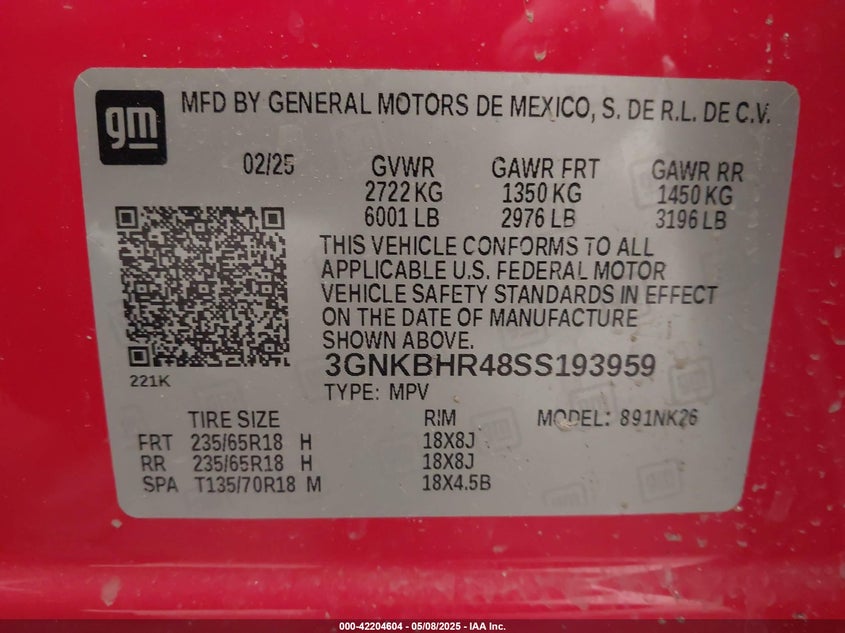 gm
MFD BY GENERAL MOTORS DE MEXICO, S. DE R.L. DE C.V.
02/25 GVWR GAWR FRT GAWR RR
2722 KG 1350 KG 1450 KG
6001 LB 2976 LB 3196 LB
THIS VEHICLE CONFORMS TO ALL
APPLICABLE U.S. FEDERAL MOTOR
VEHICLE SAFETY STANDARDS IN EFFECT
ON THE DATE OF MANUFACTURE
SHOWN ABOVE.
3GNKBHR48SS193959
221K
TYPE: MPV
TIRE SIZE RIM MODEL: 891NK26
FRT 235/65R18 H 18X8J
RR 235/65R18 H 18X8J
SPA T135/70R18 M 18X4.5B
000-42204604 - 05/08/2025 - IAA Inc.